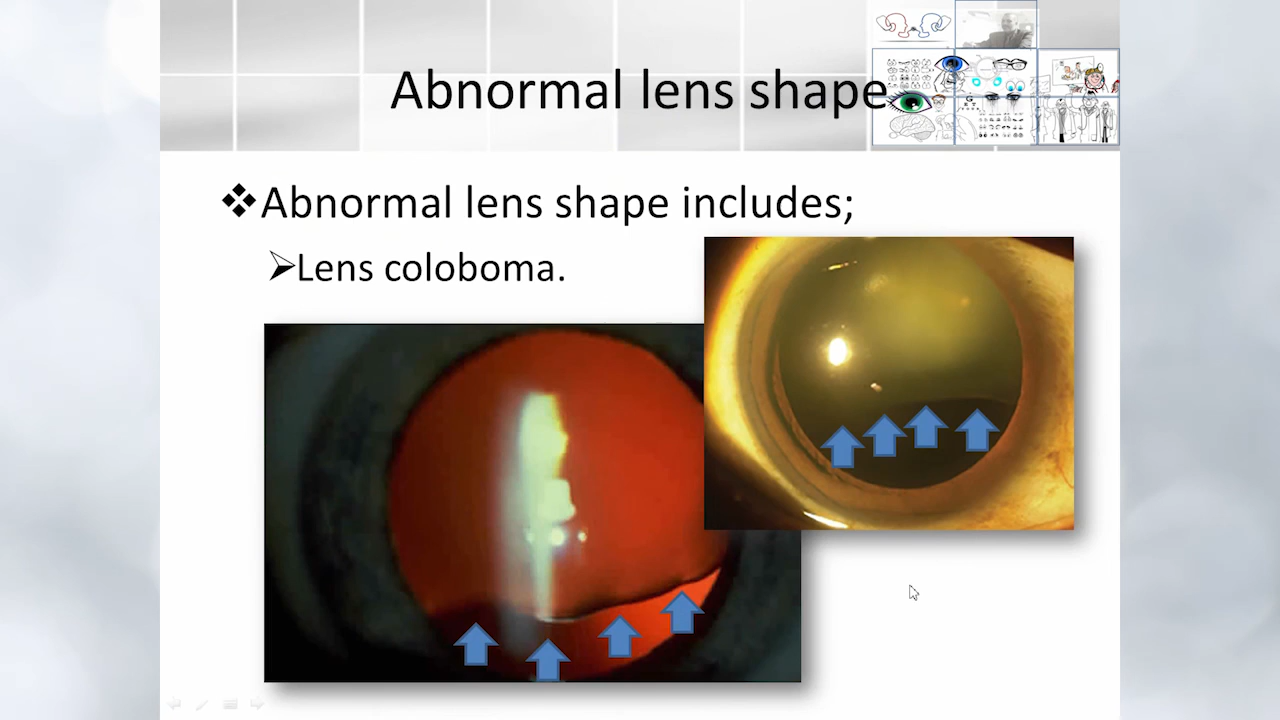 Abnormal lens shape
❖Abnormal lens shape includes;
➢Lens coloboma.